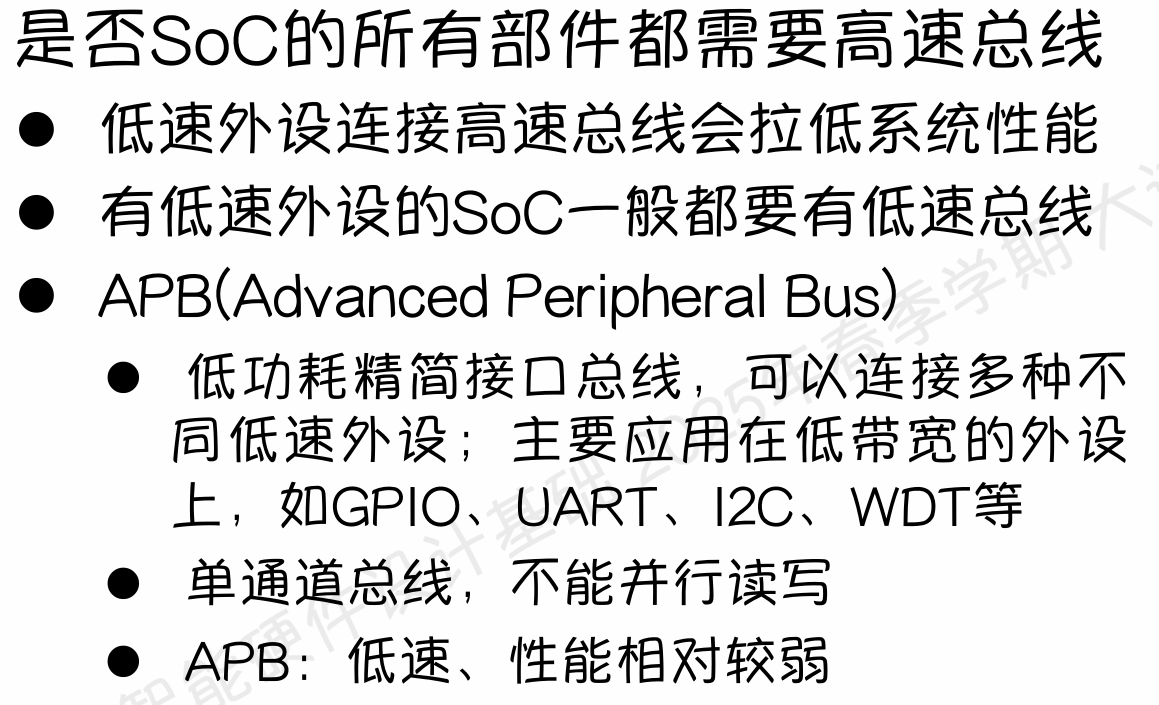 是否SoC的所有部件都需要高速总线
● 低速外设连接高速总线会拉低系统性能
● 有低速外设的SoC一般都要有低速总线
● APB(Advanced Peripheral Bus)
● 低功耗精简接口总线，可以连接多种不
同低速外设；主要应用在低带宽的外设
上，如GPIO、UART、I2C、WDT等
● 单通道总线，不能并行读写
● APB：低速、性能相对较弱
智能硬件设计基础 2025年春季学期 大